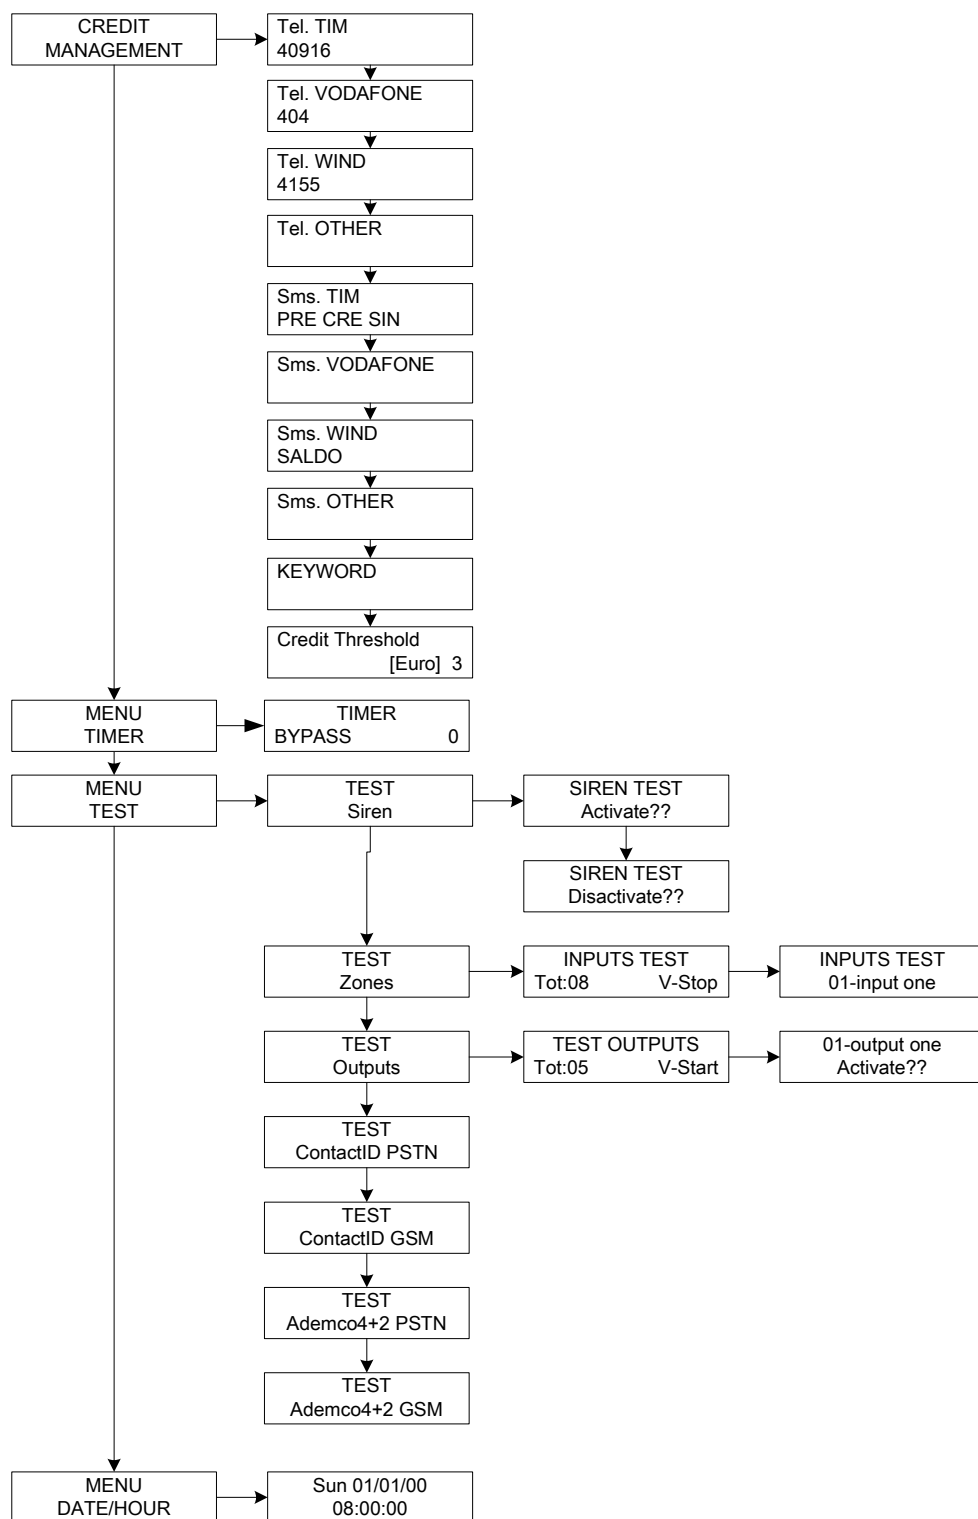 CREDIT
MANAGEMENT
Tel. TIM
40916
Tel. VODAFONE
404
Tel. WIND
4155
Tel. OTHER
Sms. TIM
PRE CRE SIN
Sms. VODAFONE
Sms. WIND
SALDO
Sms. OTHER
KEYWORD
Credit Threshold
[Euro] 3
MENU
TIMER
TIMER
BYPASS 0
MENU
TEST
TEST
Siren
SIREN TEST
Activate??
SIREN TEST
Disactivate??
TEST
Zones
INPUTS TEST
Tot:08 V-Stop
INPUTS TEST
01-input one
TEST
Outputs
TEST OUTPUTS
Tot:05 V-Start
01-output one
Activate??
TEST
ContactID PSTN
TEST
ContactID GSM
TEST
Ademco4+2 PSTN
TEST
Ademco4+2 GSM
MENU
DATE/HOUR
Sun 01/01/00
08:00:00